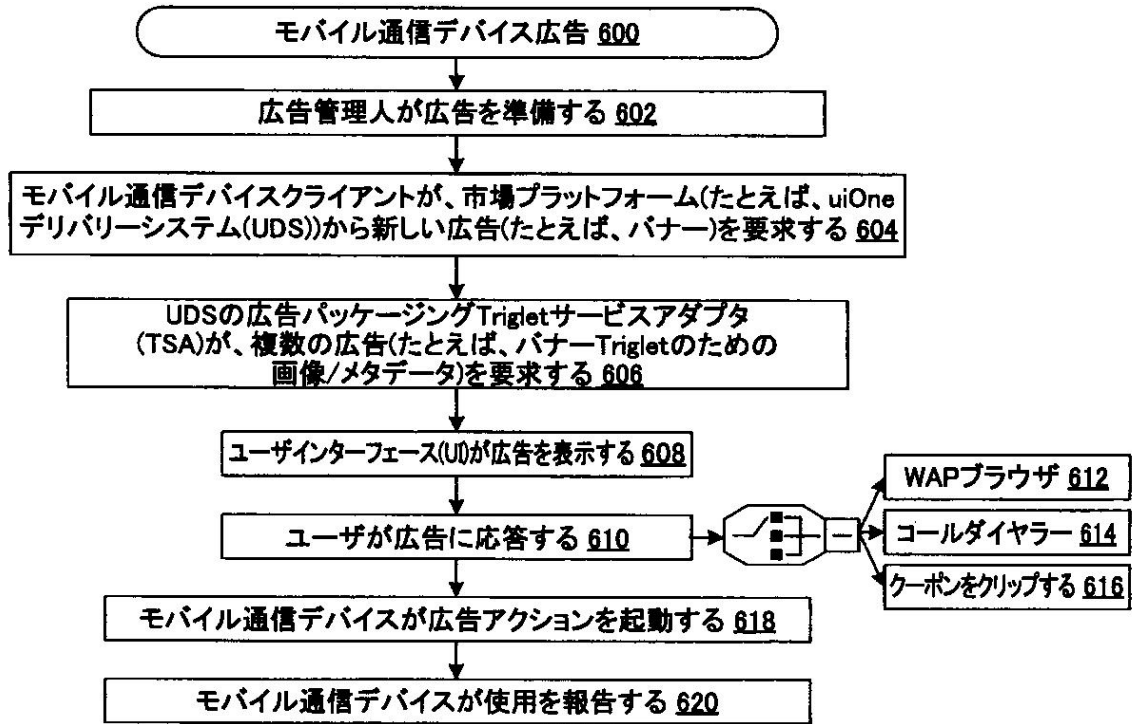 モバイル通信デバイス広告 600
広告管理人が広告を準備する 602
モバイル通信デバイスクライアントが、市場プラットフォーム(たとえば、uiOne
デリバリーシステム(UDS))から新しい広告(たとえば、バナー)を要求する 604
UDSの広告パッケージングTrigletサービスアダプタ
(TSA)が、複数の広告(たとえば、バナーTrigletのための
画像/メタデータ)を要求する 606
ユーザインターフェース(UI)が広告を表示する 608
ユーザが広告に応答する 610
WAPブラウザ 612
コールダイヤラー 614
クーポンをクリップする 616
モバイル通信デバイスが広告アクションを起動する 618
モバイル通信デバイスが使用を報告する 620